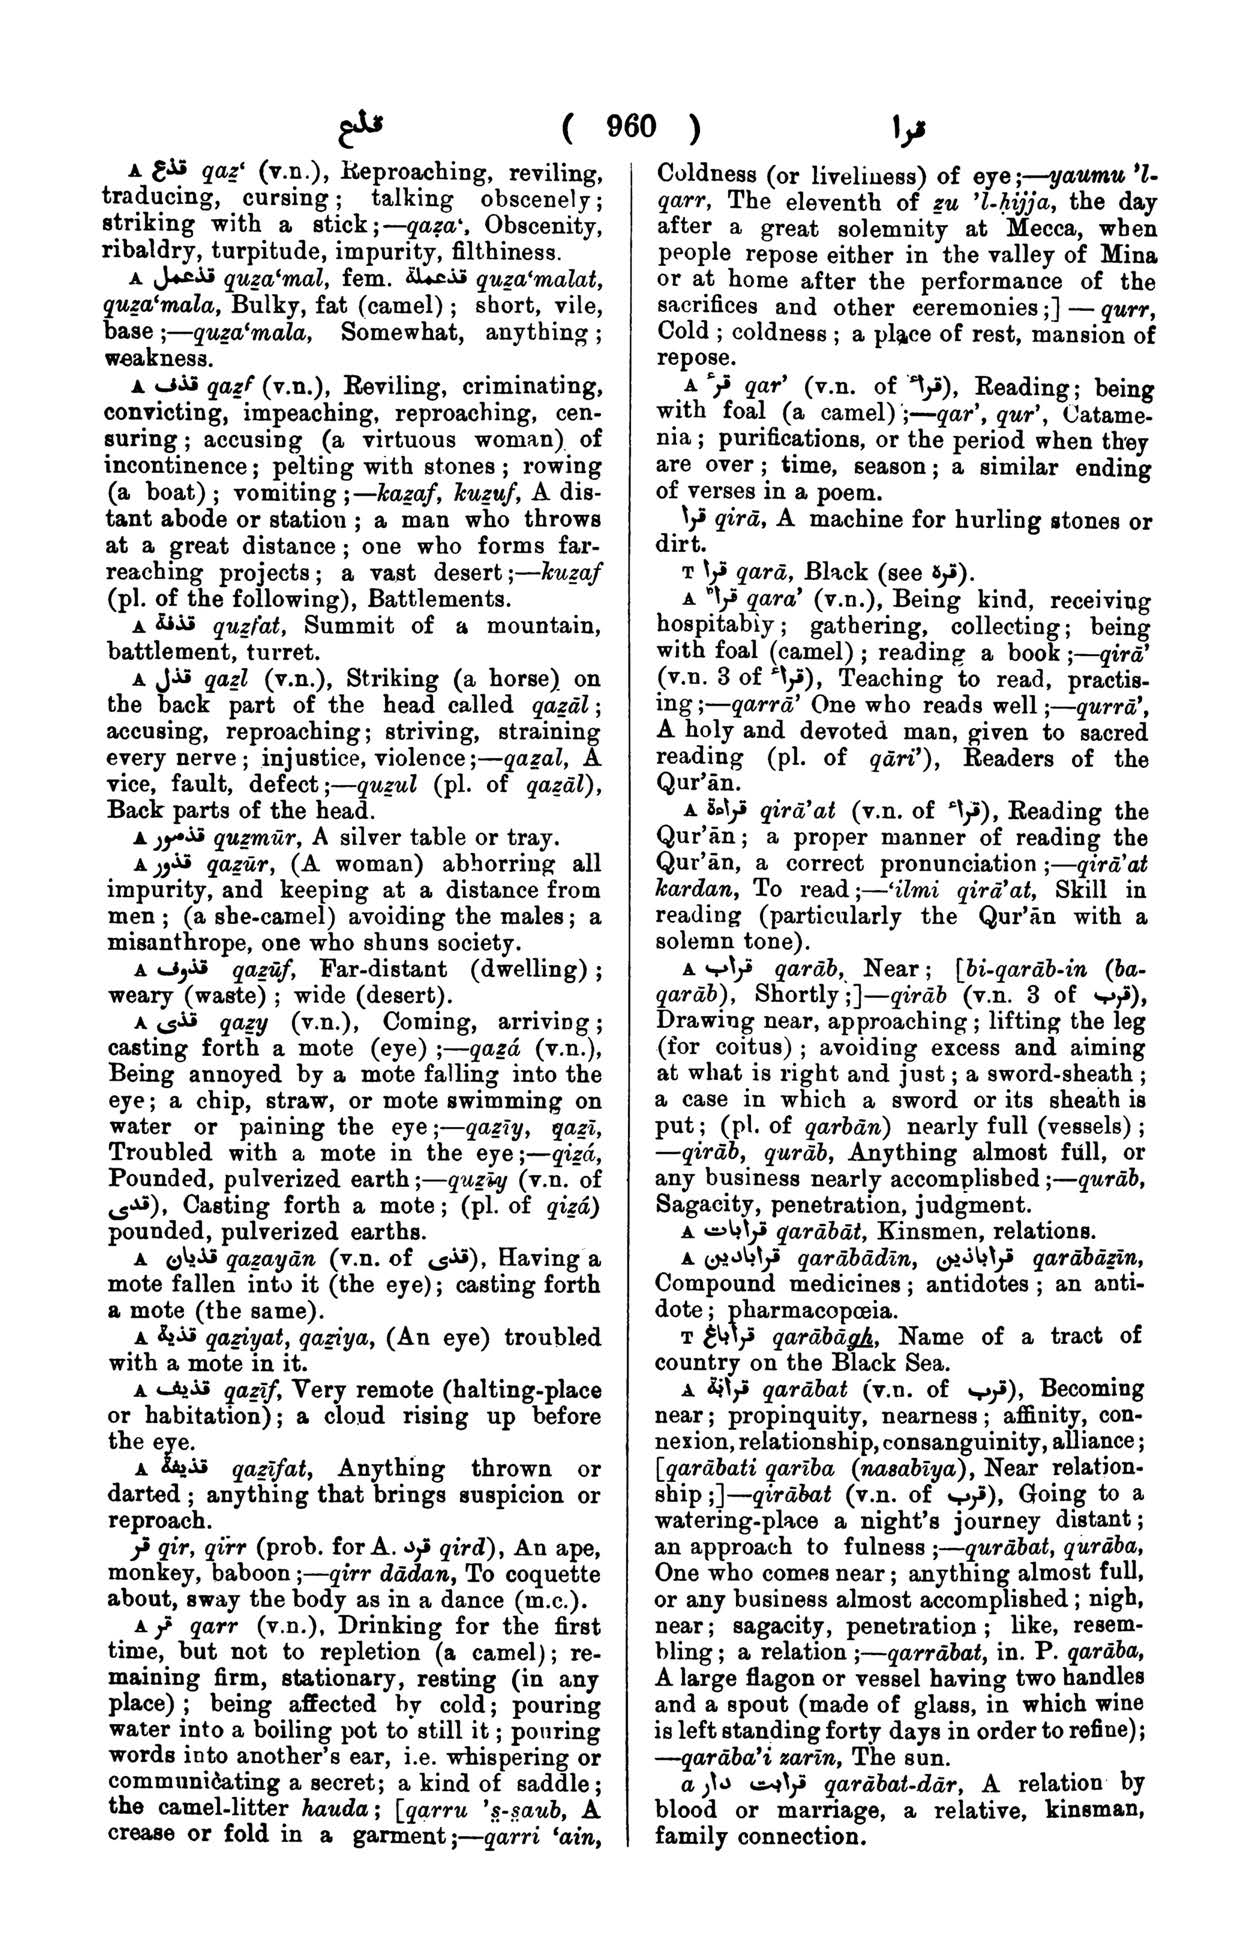 قذع ( 960 ) قرا
A قذع qaẕ‘ (v.n.), Reproaching, reviling,
traducing, cursing; talking obscenely;
striking with a stick;—qaẕa‘, Obscenity,
ribaldry, turpitude, impurity, filthiness.
A قذعمل quẕa‘mal, fem. قذعملة quẕa‘malat,
quẕa‘mala, Bulky, fat (camel); short, vile,
base;—quẕa‘mala, Somewhat, anything;
weakness.
A قذف qaẕf (v.n.), Reviling, criminating,
convicting, impeaching, reproaching, cen-
suring; accusing (a virtuous woman) of
incontinence; pelting with stones; rowing
(a boat); vomiting;—kaẕaf, kuẕuf, A dis-
tant abode or station; a man who throws
at a great distance; one who forms far-
reaching projects; a vast desert;—kuẕaf
(pl. of the following), Battlements.
A قذفة quẕfat, Summit of a mountain,
battlement, turret.
A قذل qaẕl (v.n.), Striking (a horse) on
the back part of the head called qaẕāl;
accusing, reproaching; striving, straining
every nerve; injustice, violence;—qaẕal, A
vice, fault, defect;—quẕul (pl. of qaẕāl),
Back parts of the head.
A قذمور quẕmūr, A silver table or tray.
A قذور qaẕūr, (A woman) abhorring all
impurity, and keeping at a distance from
men; (a she-camel) avoiding the males; a
misanthrope, one who shuns society.
A قذوف qaẕūf, Far-distant (dwelling);
weary (waste); wide (desert).
A قذى qaẕy (v.n.), Coming, arriving;
casting forth a mote (eye);—qaẕá (v.n.),
Being annoyed by a mote falling into the
eye; a chip, straw, or mote swimming on
water or paining the eye;—qaẕīy, qaẕī,
Troubled with a mote in the eye;—qiẕá,
Pounded, pulverized earth;—quẕīy (v.n. of
قذى), Casting forth a mote; (pl. of qiẕá)
pounded, pulverized earths.
A قذيان qaẕayān (v.n. of قذى), Having a
mote fallen into it (the eye); casting forth
a mote (the same).
A قذية qaẕiyat, qaẕiya, (An eye) troubled
with a mote in it.
A قذيف qaẕīf, Very remote (halting-place
or habitation); a cloud rising up before
the eye.
A قذيفة qaẕīfat, Anything thrown or
darted; anything that brings suspicion or
reproach.
قر qir, qirr (prob. for A. قرد qird), An ape,
monkey, baboon;—qirr dādan, To coquette
about, sway the body as in a dance (m.c.).
A قر qarr (v.n.), Drinking for the first
time, but not to repletion (a camel); re-
maining firm, stationary, resting (in any
place); being affected by cold; pouring
water into a boiling pot to still it; pouring
words into another's ear, i.e. whispering or
communicating a secret; a kind of saddle;
the camel-litter hauda; [qarru 'ṣ-ṣaub, A
crease or fold in a garment;—qarri ‘ain,
Coldness (or liveliness) of eye;—yaumu 'l-
qarr, The eleventh of ẕu 'l-ḥijja, the day
after a great solemnity at Mecca, when
people repose either in the valley of Mina
or at home after the performance of the
sacrifices and other ceremonies;] — qurr,
Cold; coldness; a place of rest, mansion of
repose.
A قرء qar’ (v.n. of قرأ), Reading; being
with foal (a camel);—qar’, qur’, Catame-
nia; purifications, or the period when they
are over; time, season; a similar ending
of verses in a poem.
قرا qirā, A machine for hurling stones or
dirt.
T قرا qarā, Black (see قره).
A قراء qara’ (v.n.), Being kind, receiving
hospitably; gathering, collecting; being
with foal (camel); reading a book;—qirā’
(v.n. 3 of قرأ), Teaching to read, practis-
ing;—qarrā’ One who reads well;—qurrā’,
A holy and devoted man, given to sacred
reading (pl. of qāri’), Readers of the
Qur’ān.
A قراءة qirā’at (v.n. of قرأ), Reading the
Qur’ān; a proper manner of reading the
Qur’ān, a correct pronunciation;—qirā’at
kardan, To read;—‘ilmi qirā’at, Skill in
reading (particularly the Qur’ān with a
solemn tone).
A قراب qarāb, Near; [bi-qarāb-in (ba-
qarāb), Shortly;]—qirāb (v.n. 3 of قرب),
Drawing near, approaching; lifting the leg
(for coitus); avoiding excess and aiming
at what is right and just; a sword-sheath;
a case in which a sword or its sheath is
put; (pl. of qarbān) nearly full (vessels);
—qirāb, qurāb, Anything almost full, or
any business nearly accomplished;—qurāb,
Sagacity, penetration, judgment.
A قرابات qarābāt, Kinsmen, relations.
A قرابادين qarābādīn, قراباذين qarābāẕīn,
Compound medicines; antidotes; an anti-
dote; pharmacopœia.
T قراباغ qarābāgh, Name of a tract of
country on the Black Sea.
A قرابة qarābat (v.n. of قرب), Becoming
near; propinquity, nearness; affinity, con-
nexion, relationship, consanguinity, alliance;
[qarābati qarība (nasabīya), Near relation-
ship;]—qirābat (v.n. of قرب), Going to a
watering-place a night's journey distant;
an approach to fulness;—qurābat, qurāba,
One who comes near; anything almost full,
or any business almost accomplished; nigh,
near; sagacity, penetration; like, resem-
bling; a relation;—qarrābat, in. P. qarāba,
A large flagon or vessel having two handles
and a spout (made of glass, in which wine
is left standing forty days in order to refine);
—qarāba’i zarīn, The sun.
a قرابت دار qarābat-dār, A relation by
blood or marriage, a relative, kinsman,
family connection.